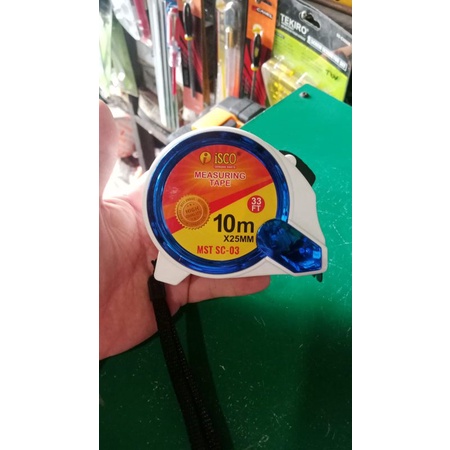 TEKIRO
iSCO
MEASURING
TAPE
33
FT
10m
X25MM
MST SC-03